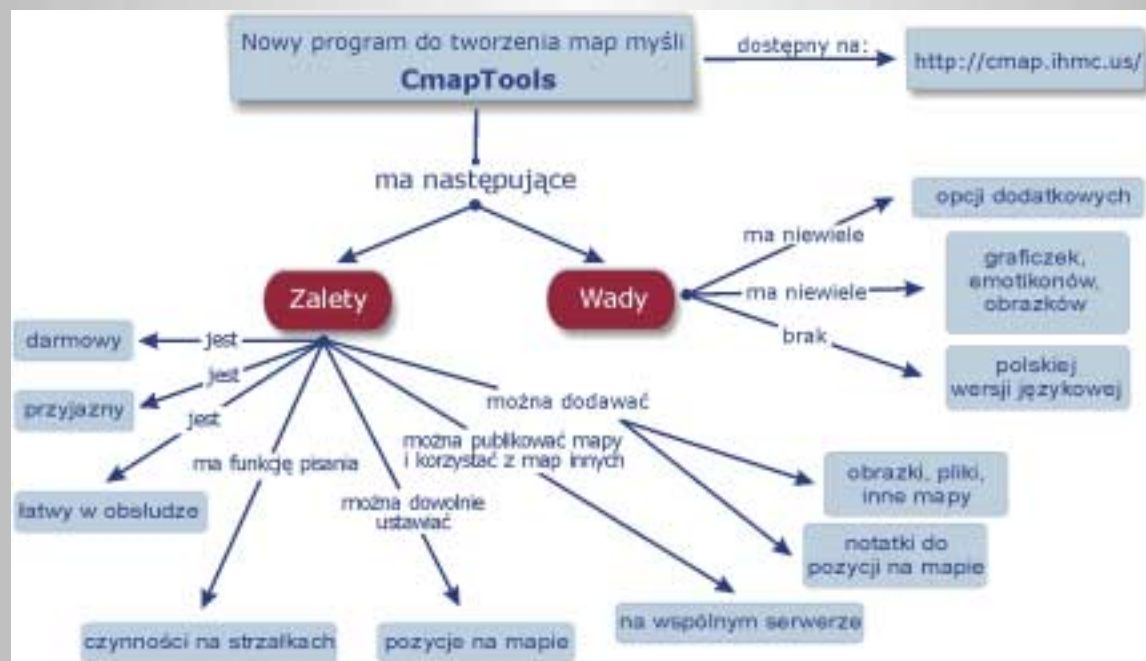 Nowy program do tworzenia map myśli
CmapTools
dostępny na:
http://cmap.ihmc.us/
ma następujące
Zalety
Wady
ma niewiele
opcji dodatkowych
ma niewiele
graficzek,
emotikonów,
obrazków
brak
polskiej
wersji językowej
jest
darmowy
jest
przyjazny
jest
łatwy w obsłudze
ma funkcję pisania
czynności na strzałkach
można dowolnie
ustawiać
pozycje na mapie
można publikować mapy
i korzystać z map innych
na wspólnym serwerze
można dodawać
obrazki, pliki,
inne mapy
notatki do
pozycji na mapie